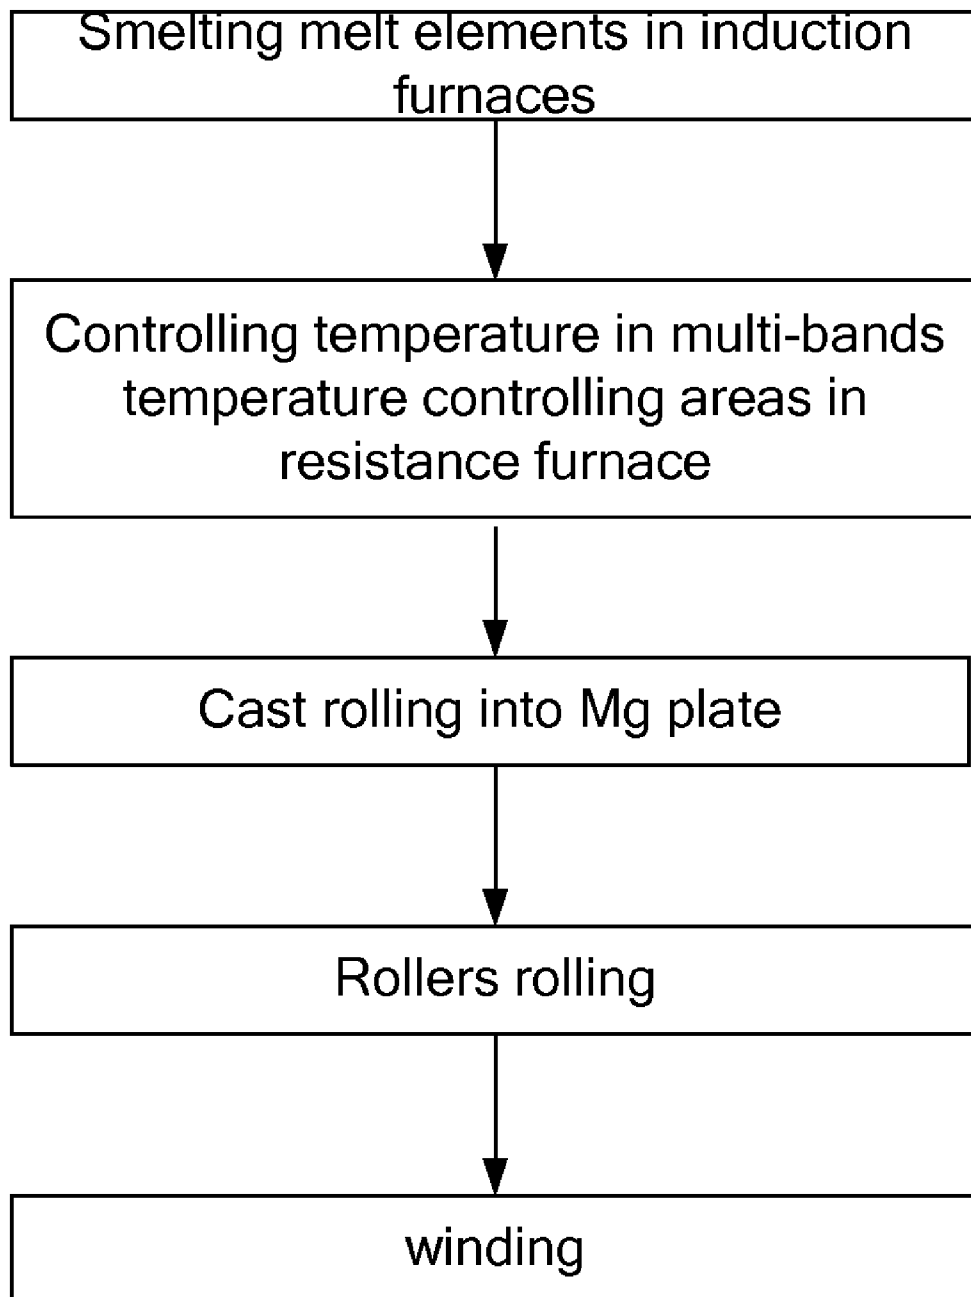 Smelting melt elements in induction
furnaces
Controlling temperature in multi-bands
temperature controlling areas in
resistance furnace
Cast rolling into Mg plate
Rollers rolling
winding